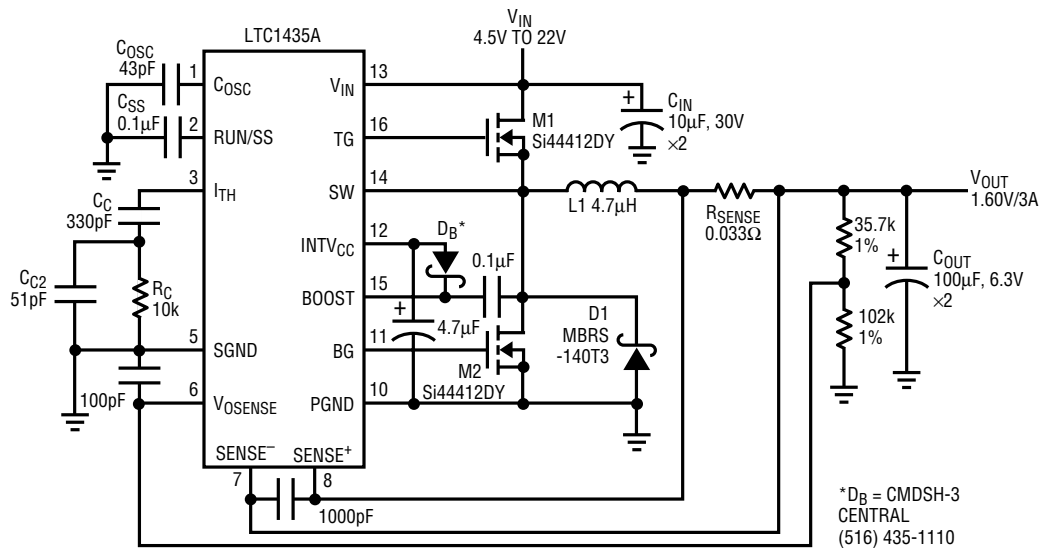 LTC1435A
VIN
4.5V TO 22V
COSC
43pF
1
COSC
CSS
0.1µF
2
RUN/SS
3
ITH
CC
330pF
CC2
51pF
RC
10k
5
SGND
100pF
6
VOSENSE
SENSE–
7
SENSE+
8
1000pF
VIN
13
TG
16
SW
14
INTVCC
12
BOOST
15
BG
11
PGND
10
M1
Si44412DY
CIN
10µF, 30V
×2
L1 4.7µH
RSENSE
0.033Ω
VOUT
1.60V/3A
DB*
0.1µF
+
4.7µF
M2
Si44412DY
D1
MBRS
-140T3
35.7k
1%
102k
1%
+
COUT
100µF, 6.3V
×2
+
*DB = CMDSH-3
CENTRAL
(516) 435-1110